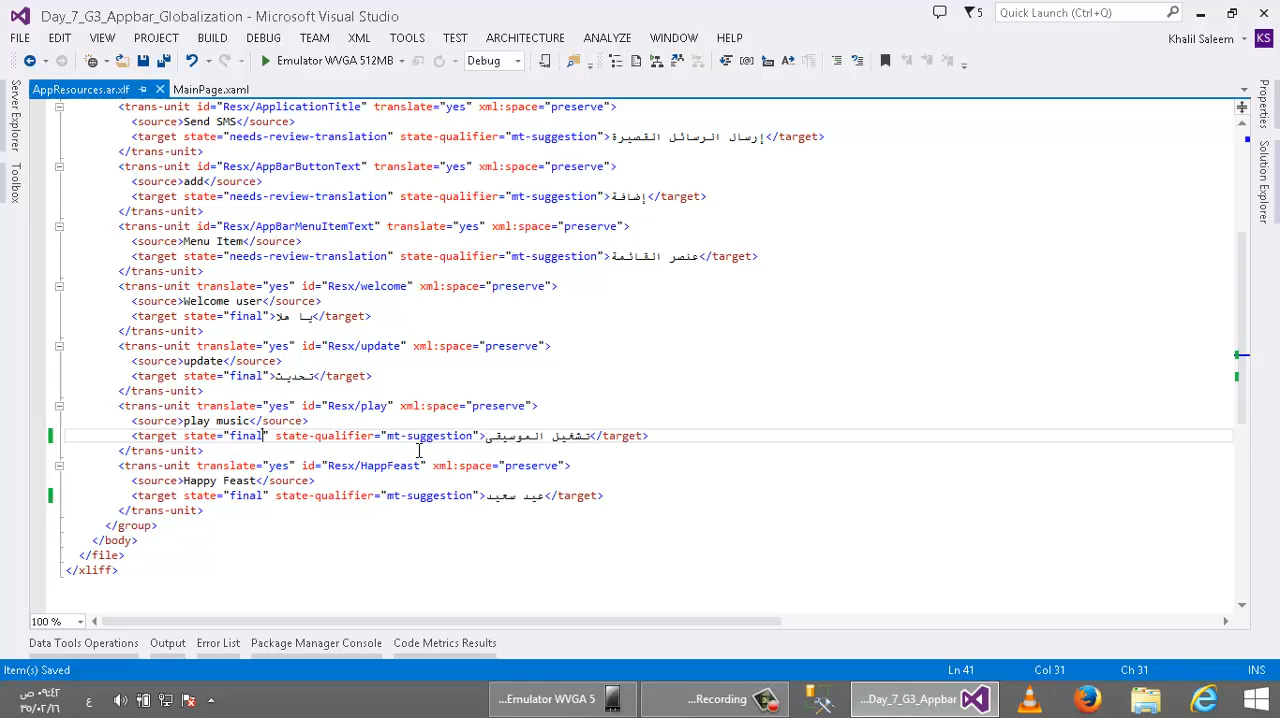 Day_7_G3_Appbar_Globalization - Microsoft Visual Studio
5
Quick Launch (Ctrl+Q)
FILE EDIT VIEW PROJECT BUILD DEBUG TEAM XML TOOLS TEST ARCHITECTURE ANALYZE WINDOW HELP
Khalil Saleem KS
Emulator WVGA 512MB Debug
AppResources.ar.xlf MainPage.xaml
Server Explorer
Toolbox
Properties
Solution Explorer
<trans-unit id="Resx/ApplicationTitle" translate="yes" xml:space="preserve">
<source>Send SMS</source>
<target state="needs-review-translation" state-qualifier="mt-suggestion">إرسال الرسائل القصيرة</target>
</trans-unit>
<trans-unit id="Resx/AppBarButtonText" translate="yes" xml:space="preserve">
<source>add</source>
<target state="needs-review-translation" state-qualifier="mt-suggestion">إضافة</target>
</trans-unit>
<trans-unit id="Resx/AppBarMenuItemText" translate="yes" xml:space="preserve">
<source>Menu Item</source>
<target state="needs-review-translation" state-qualifier="mt-suggestion">عنصر القائمة</target>
</trans-unit>
<trans-unit translate="yes" id="Resx/welcome" xml:space="preserve">
<source>Welcome user</source>
<target state="final">يا هلا</target>
</trans-unit>
<trans-unit translate="yes" id="Resx/update" xml:space="preserve">
<source>update</source>
<target state="final">تحديث</target>
</trans-unit>
<trans-unit translate="yes" id="Resx/play" xml:space="preserve">
<source>play music</source>
<target state="final" state-qualifier="mt-suggestion">تشغيل الموسيقى</target>
</trans-unit>
<trans-unit translate="yes" id="Resx/HappFeast" xml:space="preserve">
<source>Happy Feast</source>
<target state="final" state-qualifier="mt-suggestion">عيد سعيد</target>
</trans-unit>
</group>
</body>
</file>
</xliff>
100 %
Data Tools Operations Output Error List Package Manager Console Code Metrics Results
Item(s) Saved Ln 41 Col 31 Ch 31 INS
٠٩:٤٢ ص
٣٥/٠٢/١٦
ع
...Emulator WVGA 5
...Recording
...Day_7_G3_Appbar